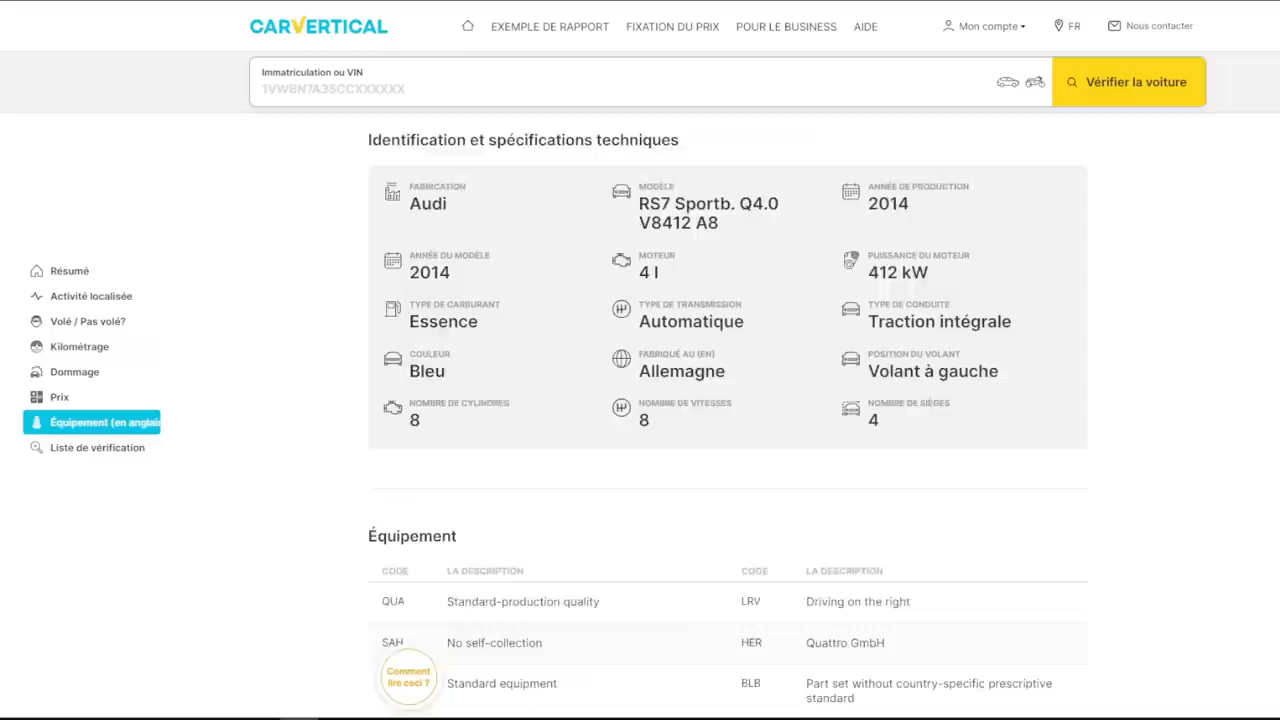 CARVERTICAL
EXEMPLE DE RAPPORT
FIXATION DU PRIX
POUR LE BUSINESS
AIDE
Mon compte
FR
Nous contacter
Immatriculation ou VIN
1VWBN7A35CCXXXXXX
Vérifier la voiture
Identification et spécifications techniques
FABRICATION
Audi
MODÈLE
RS7 Sportb. Q4.0
V8412 A8
ANNÉE DE PRODUCTION
2014
ANNÉE DU MODÈLE
2014
MOTEUR
4 l
PUISSANCE DU MOTEUR
412 kW
TYPE DE CARBURANT
Essence
TYPE DE TRANSMISSION
Automatique
TYPE DE CONDUITE
Traction intégrale
COULEUR
Bleu
FABRIQUÉ AU (EN)
Allemagne
POSITION DU VOLANT
Volant à gauche
NOMBRE DE CYLINDRES
8
NOMBRE DE VITESSES
8
NOMBRE DE SIÈGES
4
Résumé
Activité localisée
Volé / Pas volé?
Kilométrage
Dommage
Prix
Équipement (en anglai
Liste de vérification
Équipement
CODE LA DESCRIPTION CODE LA DESCRIPTION
QUA Standard-production quality LRV Driving on the right
SAH No self-collection HER Quattro GmbH
Standard equipment BLB Part set without country-specific prescriptive
standard
Comment
lire ceci ?